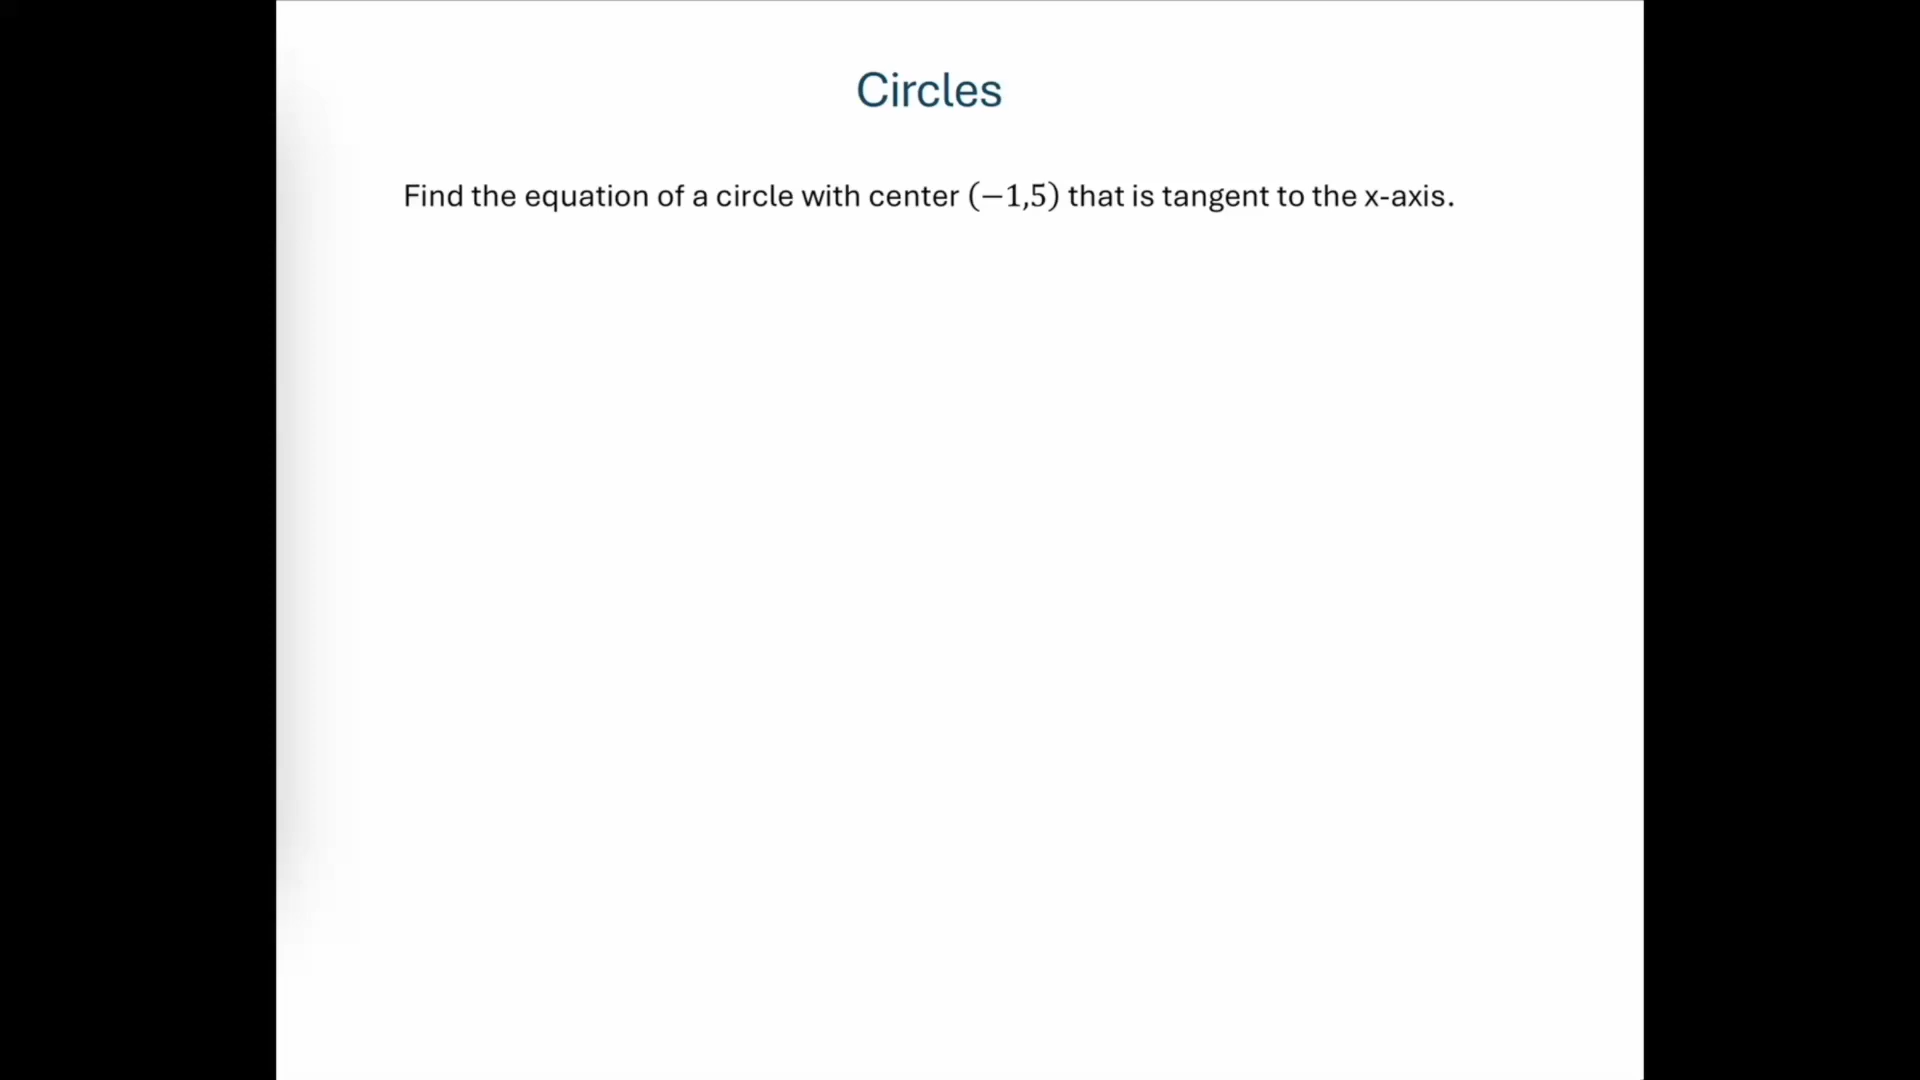 Circles
Find the equation of a circle with center (−1,5) that is tangent to the x-axis.